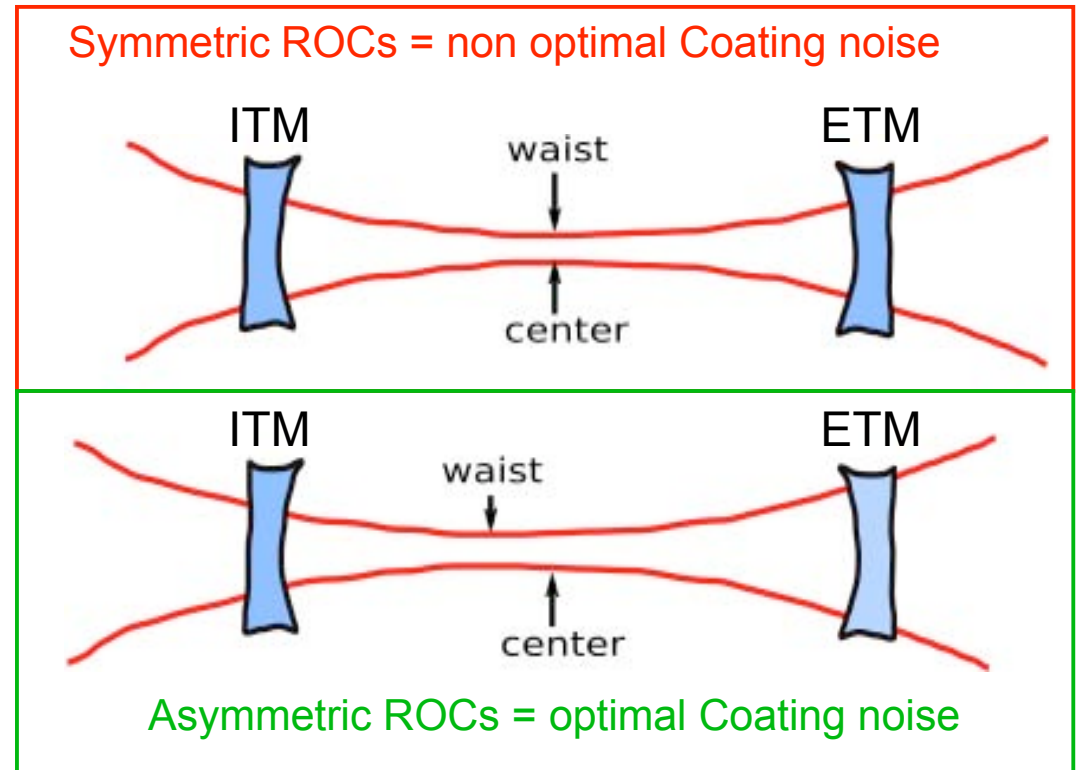 Symmetric ROCs = non optimal Coating noise
ITM
ETM
waist
center
ITM
ETM
waist
center
Asymmetric ROCs = optimal Coating noise